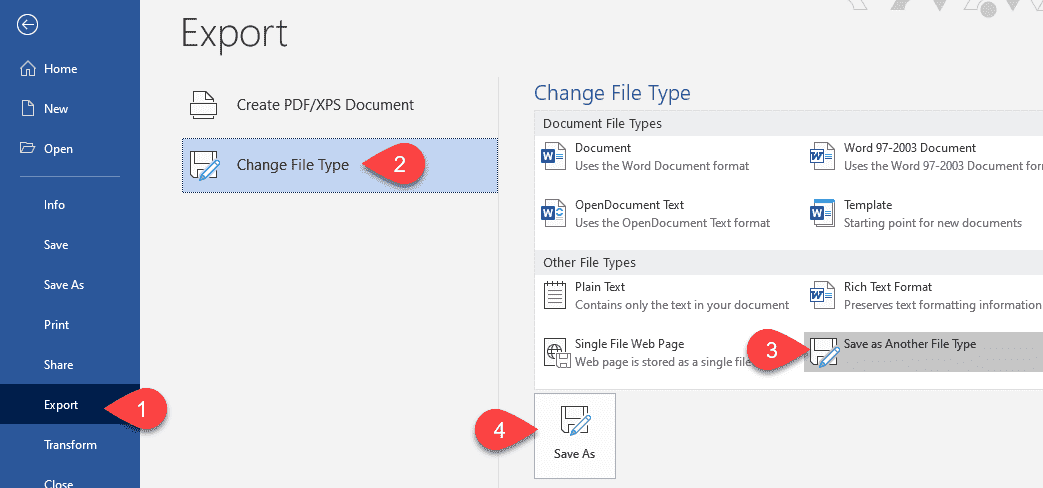 Export
Home
New
Open
Info
Save
Save As
Print
Share
Export
1
Transform
Close
Create PDF/XPS Document
Change File Type
2
Change File Type
Document File Types
Document
Uses the Word Document format
Word 97-2003 Document
Uses the Word 97-2003 Document for
OpenDocument Text
Uses the OpenDocument Text format
Template
Starting point for new documents
Other File Types
Plain Text
Contains only the text in your document
Rich Text Format
Preserves text formatting information
Single File Web Page
Web page is stored as a single file
3
Save as Another File Type
4
Save As